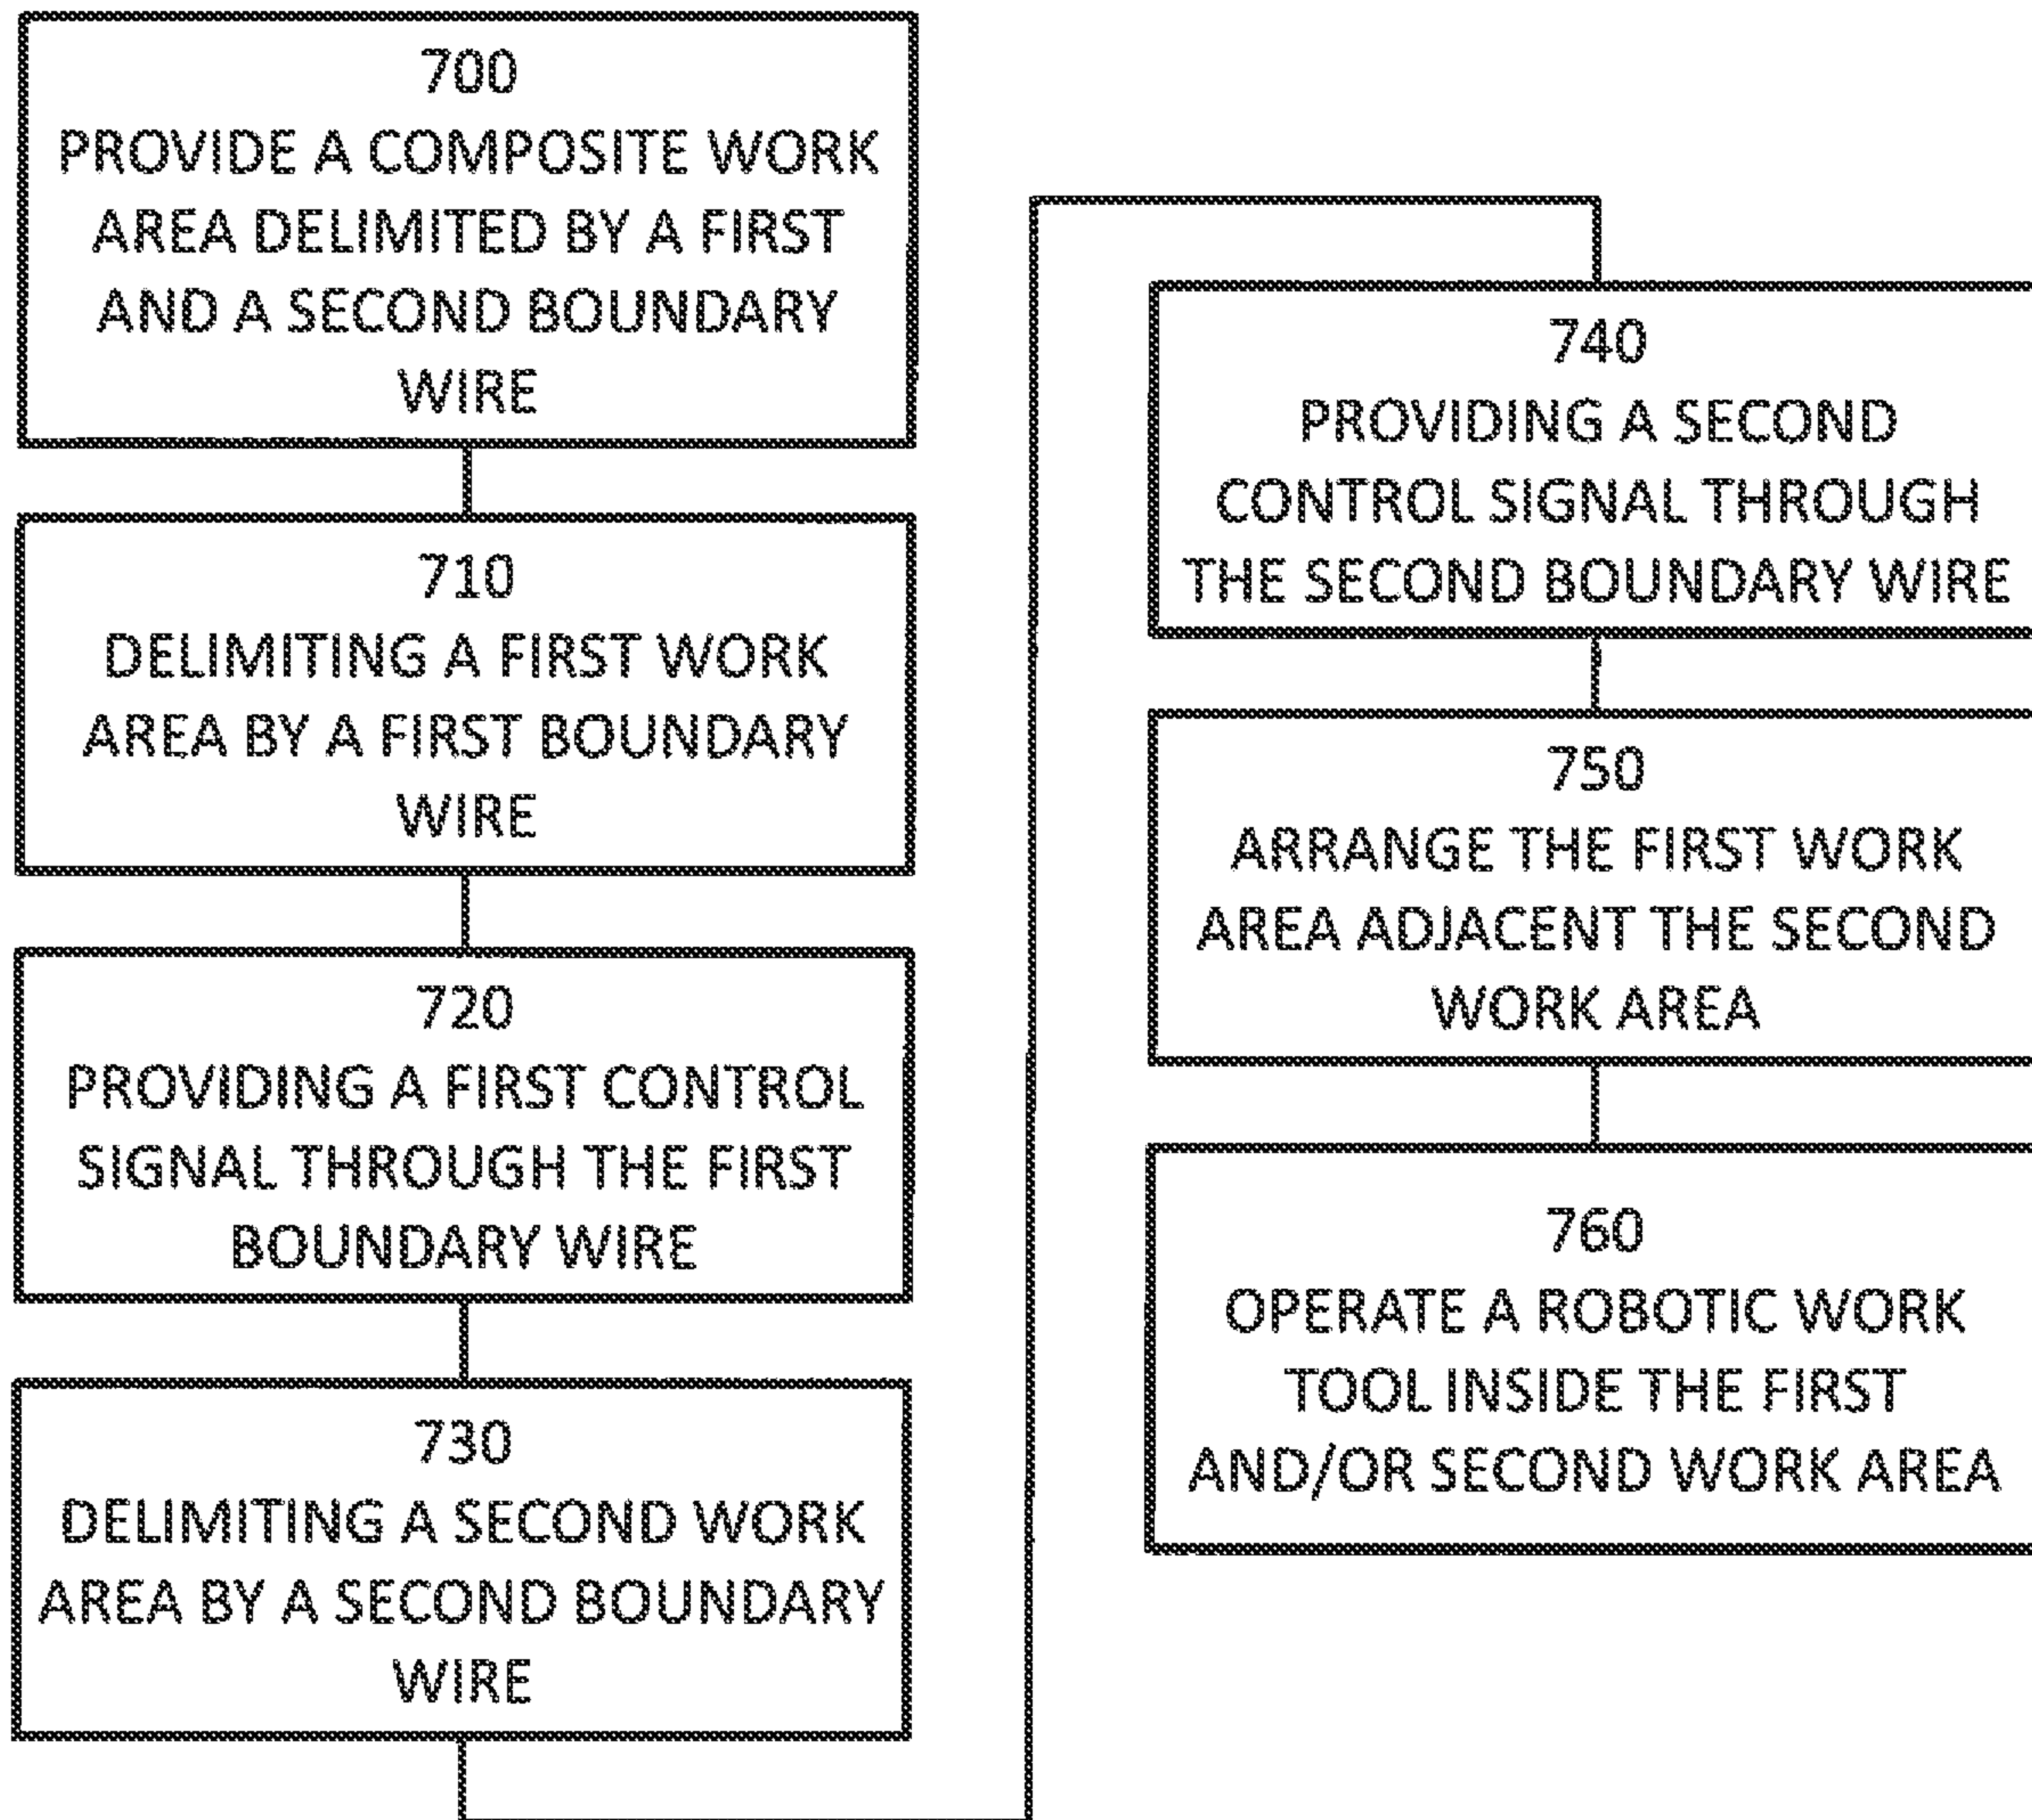 700
PROVIDE A COMPOSITE WORK
AREA DELIMITED BY A FIRST
AND A SECOND BOUNDARY
WIRE
710
DELIMITING A FIRST WORK
AREA BY A FIRST BOUNDARY
WIRE
720
PROVIDING A FIRST CONTROL
SIGNAL THROUGH THE FIRST
BOUNDARY WIRE
730
DELIMITING A SECOND WORK
AREA BY A SECOND BOUNDARY
WIRE
740
PROVIDING A SECOND
CONTROL SIGNAL THROUGH
THE SECOND BOUNDARY WIRE
750
ARRANGE THE FIRST WORK
AREA ADJACENT THE SECOND
WORK AREA
760
OPERATE A ROBOTIC WORK
TOOL INSIDE THE FIRST
AND/OR SECOND WORK AREA